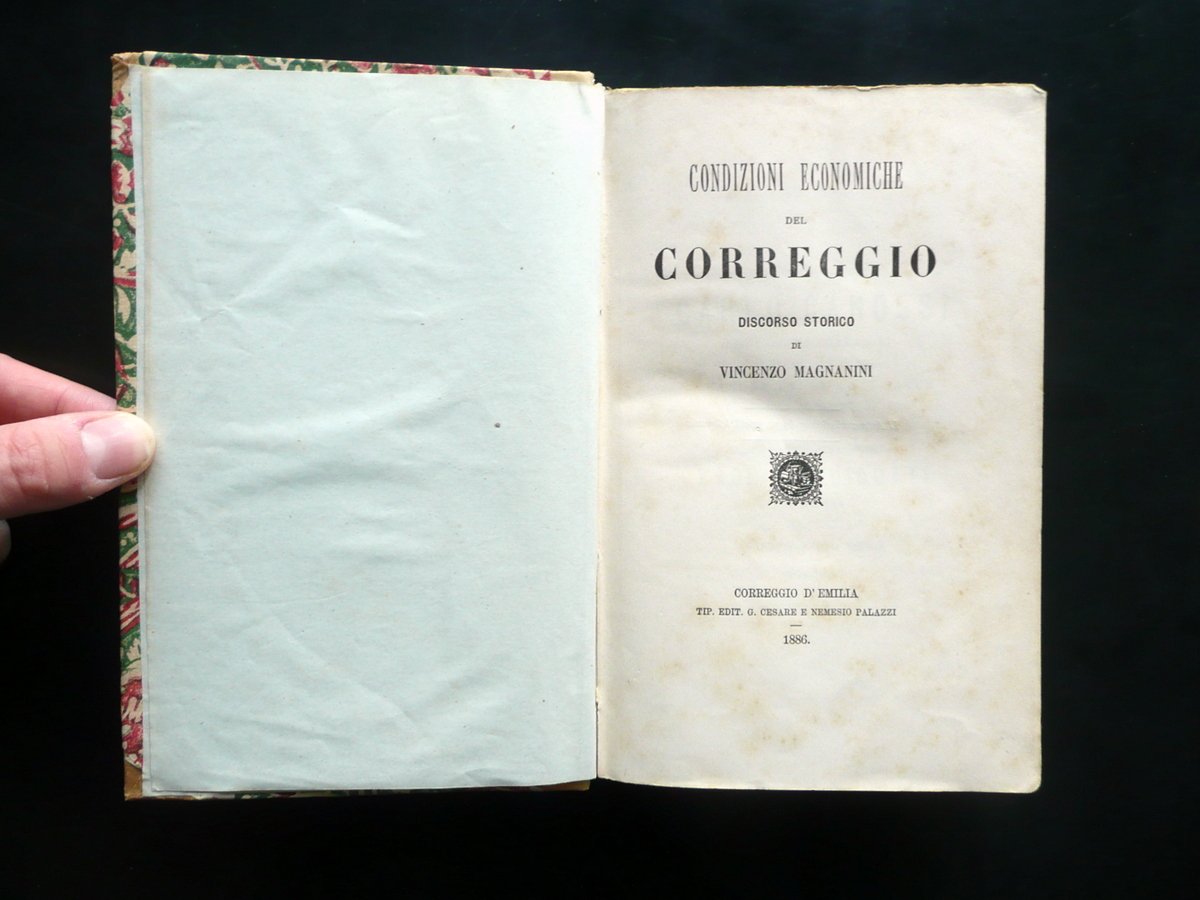 CONDIZIONI ECONOMICHE
DEL
CORREGGIO
DISCORSO STORICO
DI
VINCENZO MAGNANINI
CORREGGIO D' EMILIA
TIP. EDIT. G. CESARE E NEMESIO PALAZZI
1886.